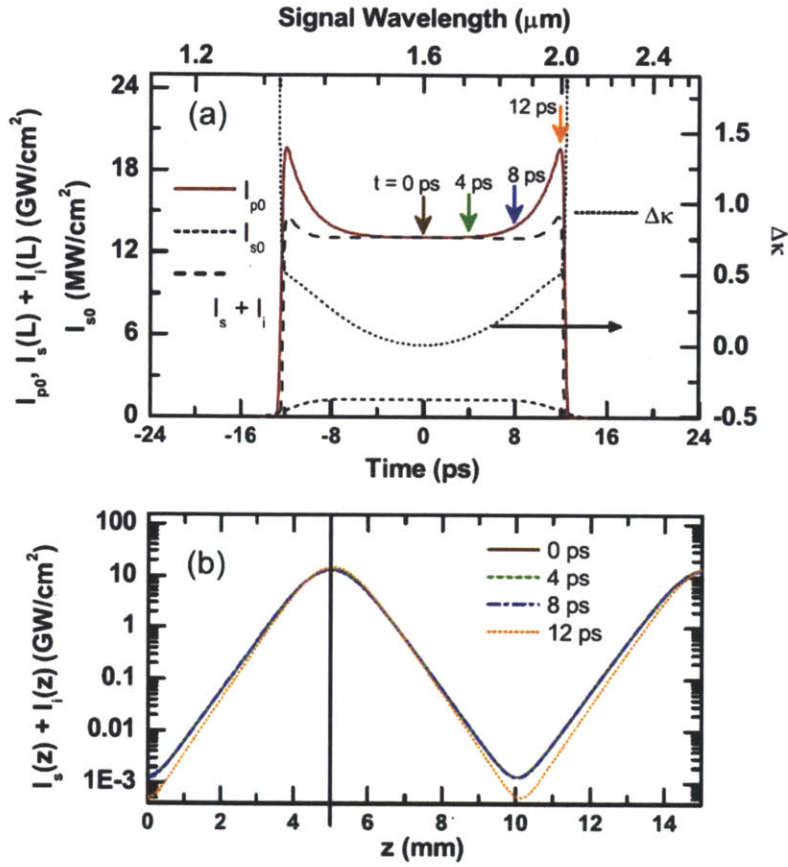 Signal Wavelength (μm)
1.2 1.6 2.0 2.4
24
18
12
6
0
(a)
I_p0
I_s0
I_s + I_i
t = 0 ps
4 ps
8 ps
12 ps
Δκ
1.4
0.9
0.5
0.0
-0.5
Δκ
I_p0, I_s(L) + I_i(L) (GW/cm²)
I_s0 (MW/cm²)
-24 -16 -8 0 8 16 24
Time (ps)
(b)
100
10
1
0.1
0.01
1E-3
0 ps
4 ps
8 ps
12 ps
I_s(z) + I_i(z) (GW/cm²)
0 2 4 6 8 10 12 14
z (mm)